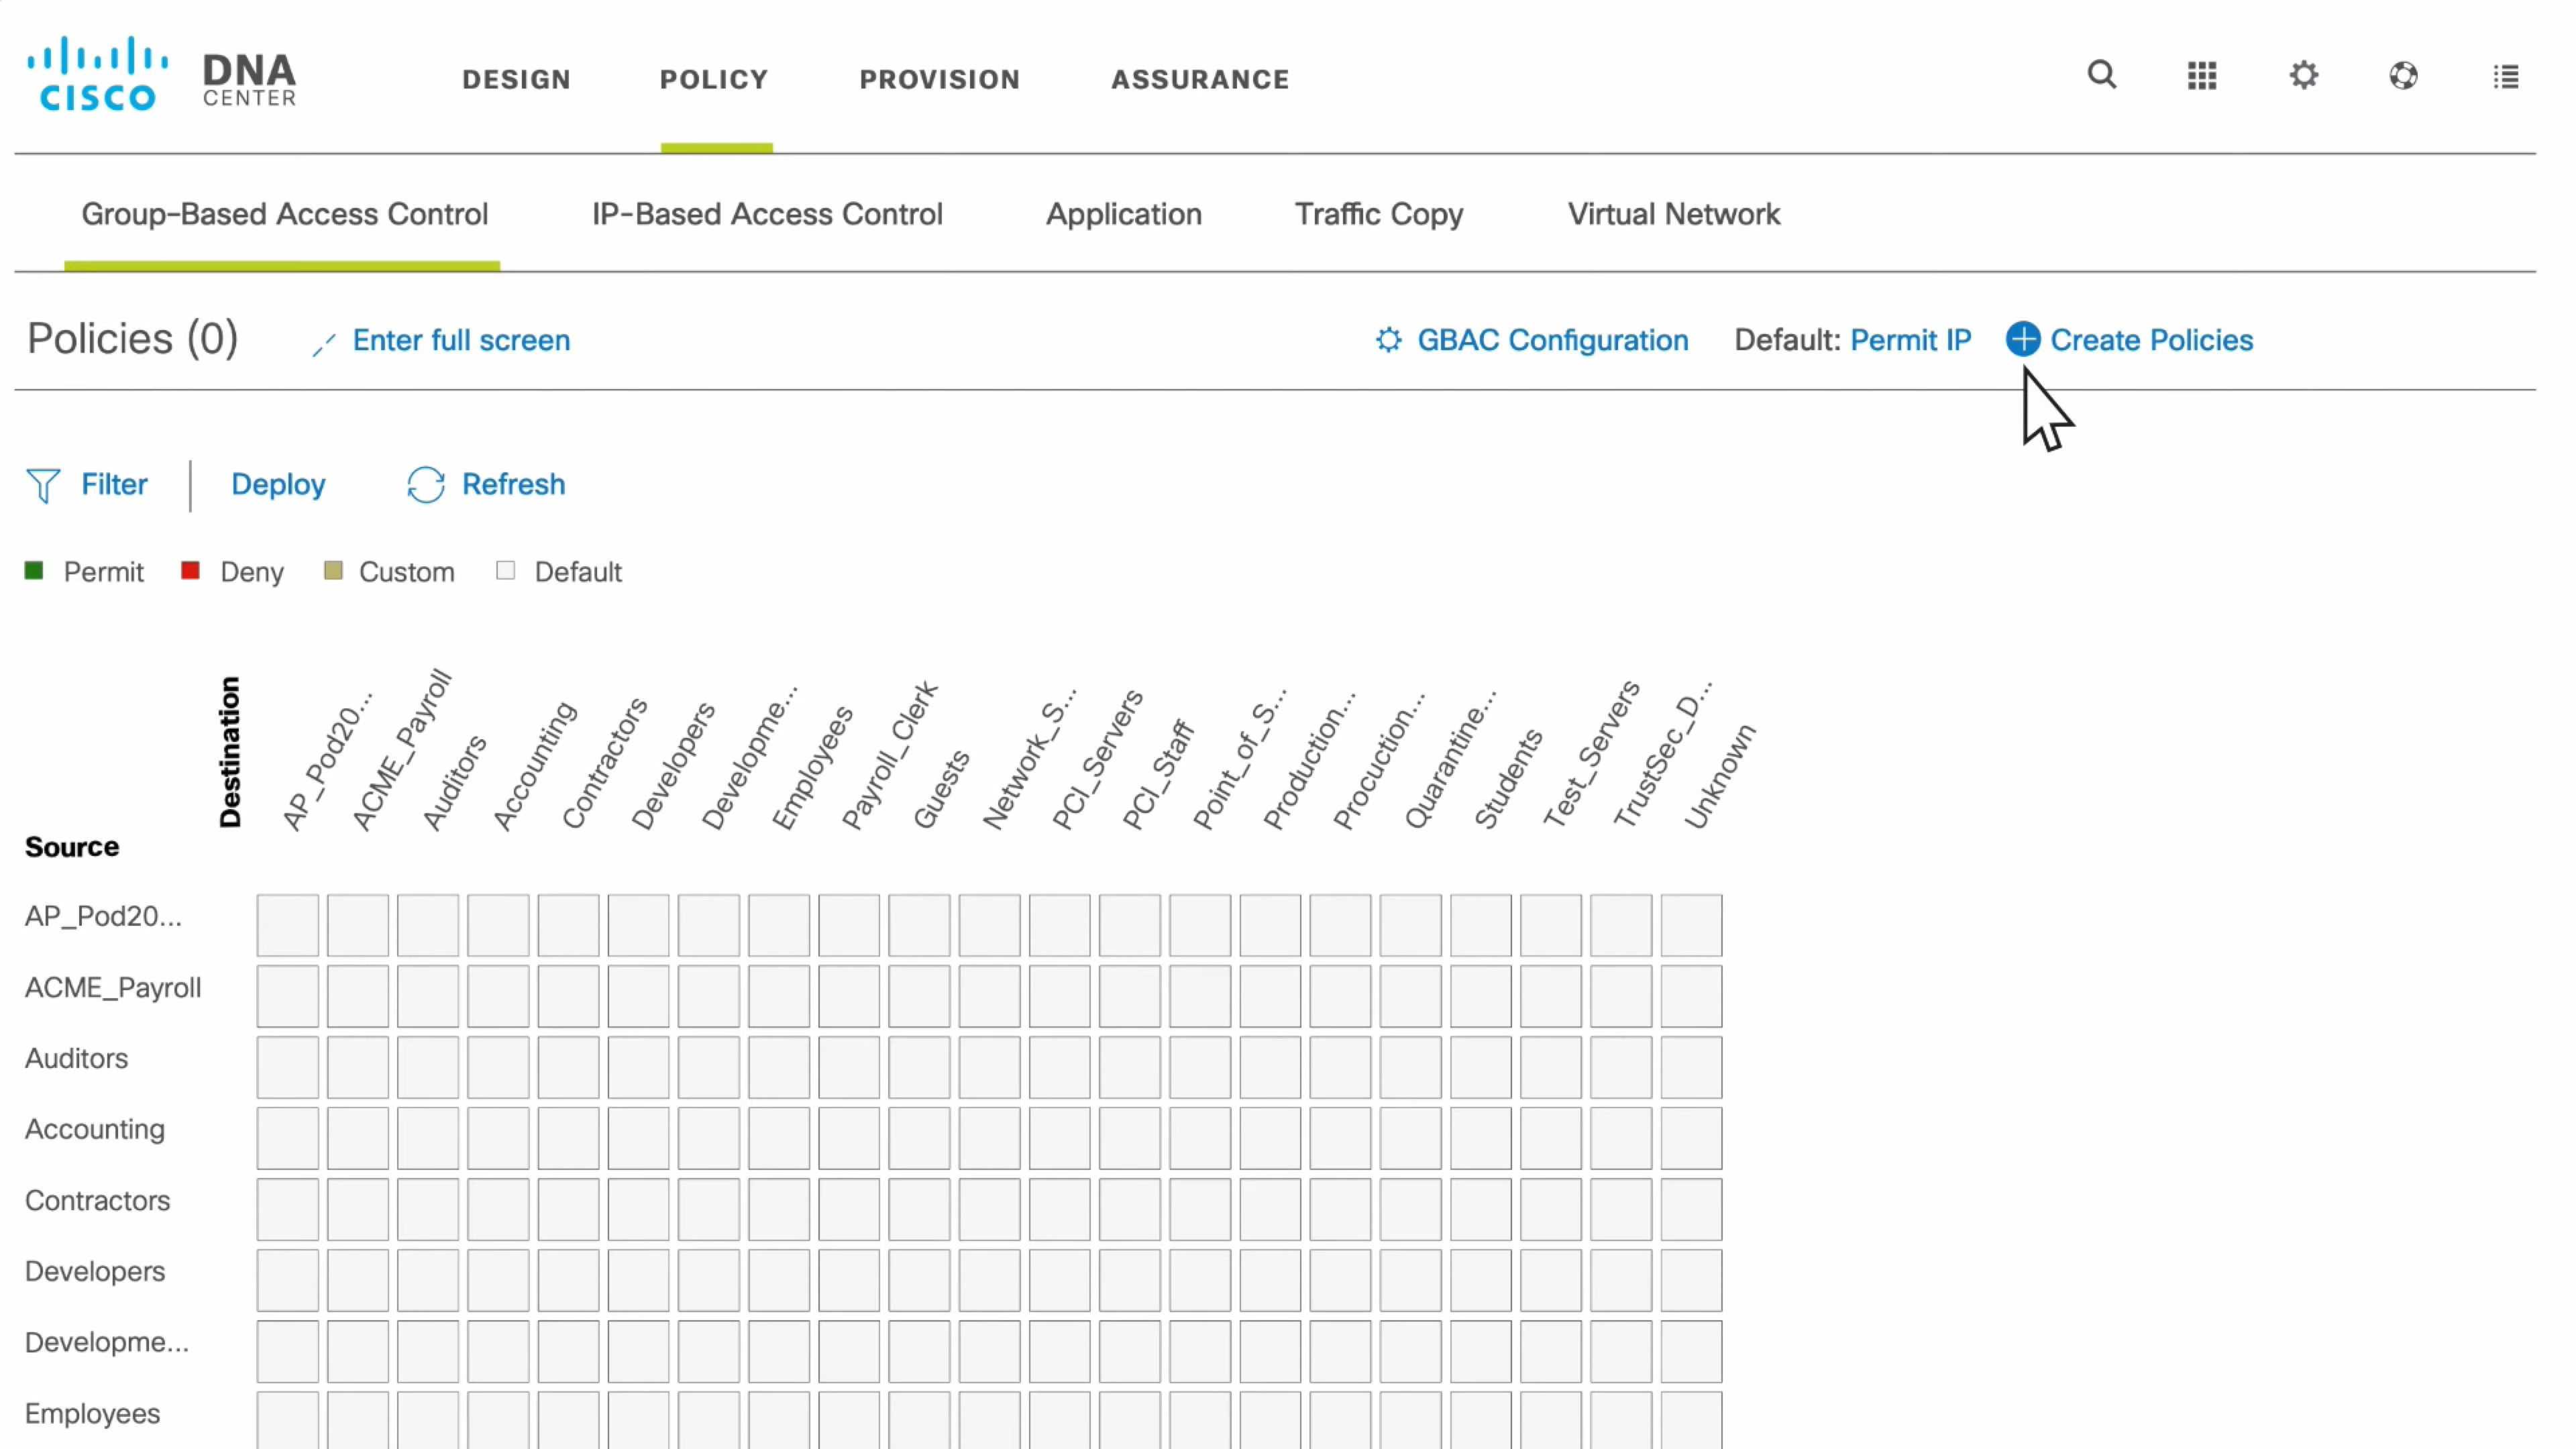 CISCO DNA CENTER DESIGN POLICY PROVISION ASSURANCE
Group-Based Access Control IP-Based Access Control Application Traffic Copy Virtual Network
Policies (0) Enter full screen GBAC Configuration Default: Permit IP Create Policies
Filter Deploy Refresh
Permit Deny Custom Default
Destination
AP_Pod20...
ACME_Payroll
Auditors
Accounting
Contractors
Developers
Developme...
Employees
Payroll_Clerk
Guests
Network_S...
PCI_Servers
PCI_Staff
Point_of_S...
Production...
Procuction...
Quarantine...
Students
Test_Servers
TrustSec_D...
Unknown
Source
AP_Pod20...
ACME_Payroll
Auditors
Accounting
Contractors
Developers
Developme...
Employees